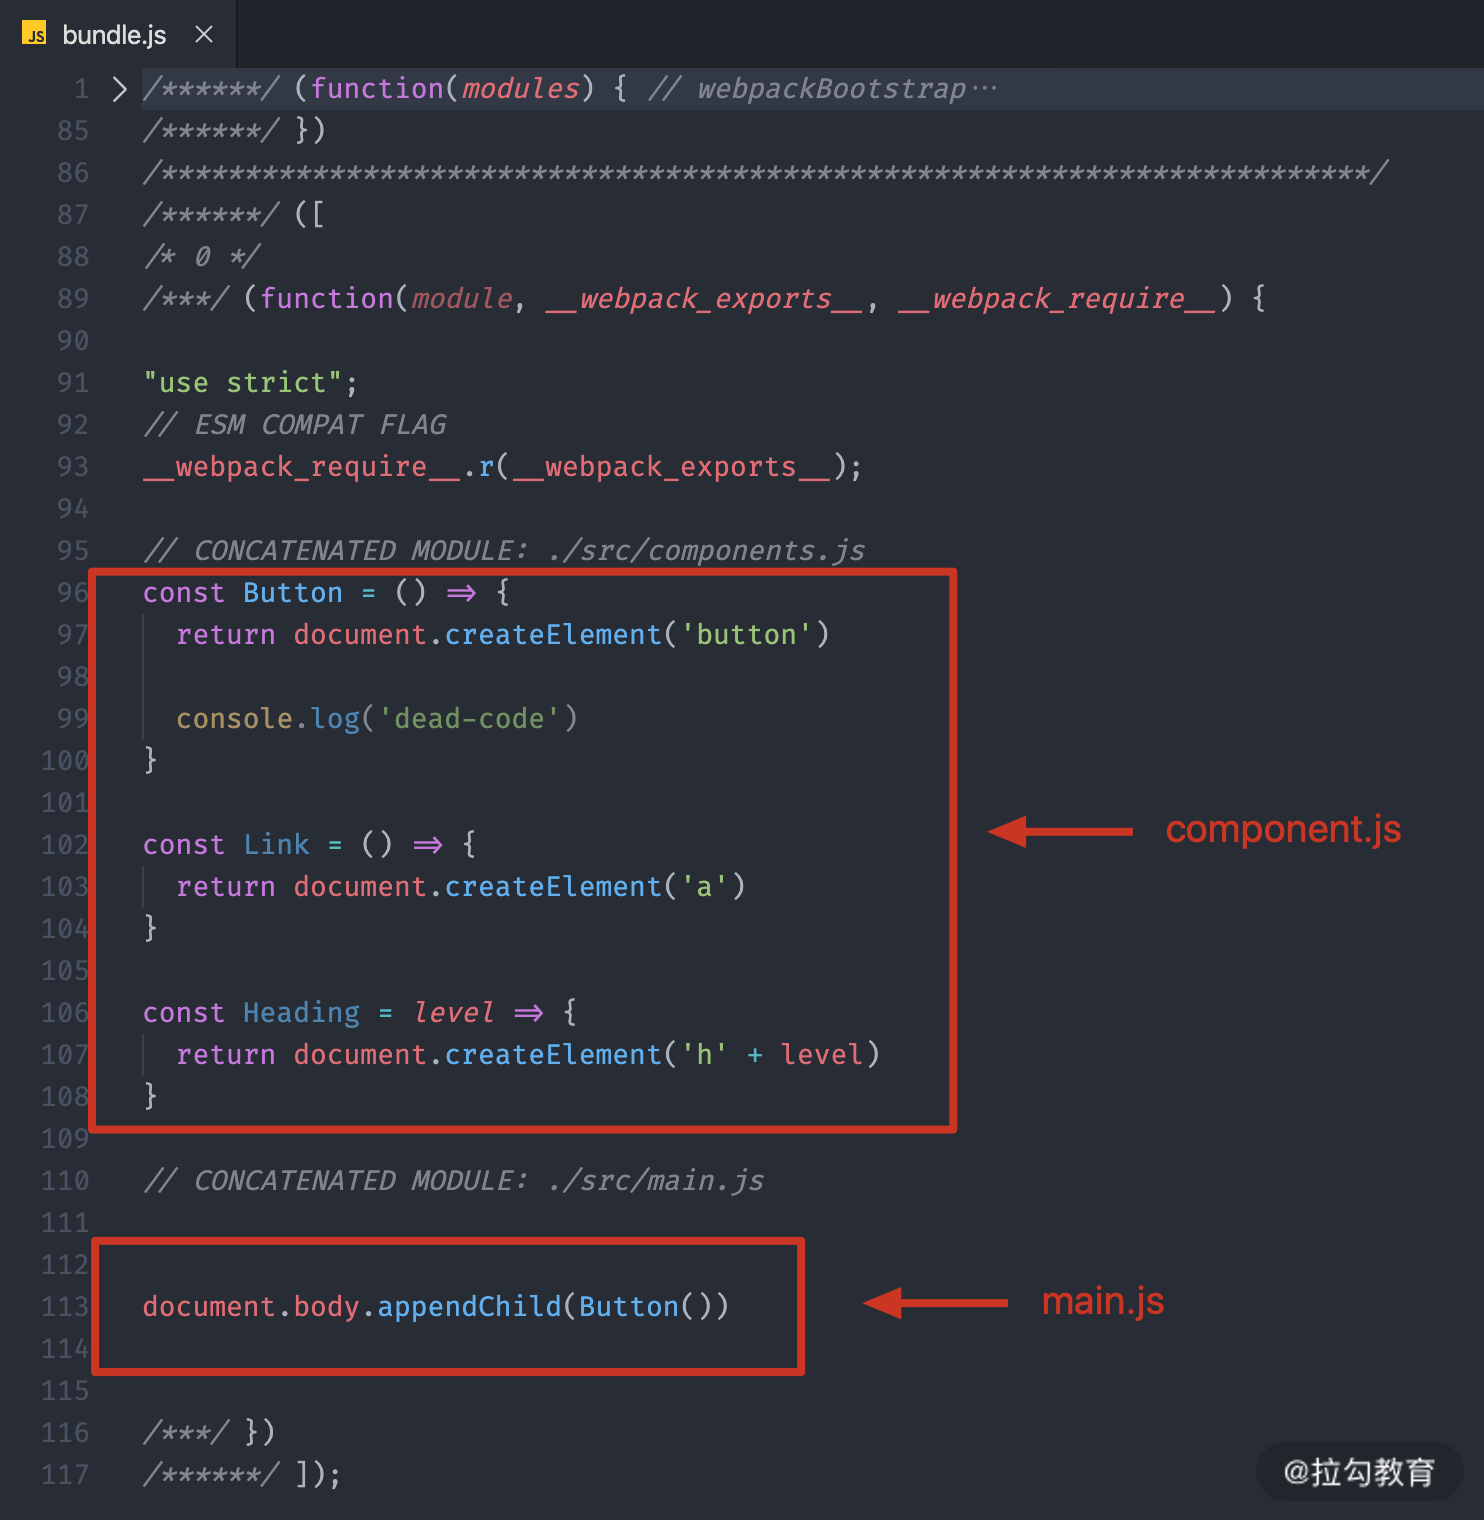 JS bundle.js ×
1 /******/ (function(modules) { // webpackBootstrap···
85 /******/ })
86 /************************************************************************/
87 /******/ ([
88 /* 0 */
89 /***/ (function(module, __webpack_exports__, __webpack_require__) {
90
91 "use strict";
92 // ESM COMPAT FLAG
93 __webpack_require__.r(__webpack_exports__);
94
95 // CONCATENATED MODULE: ./src/components.js
96 const Button = () => {
97   return document.createElement('button')
98
99   console.log('dead-code')
100 }
101
102 const Link = () => {
103   return document.createElement('a')
104 }
105
106 const Heading = level => {
107   return document.createElement('h' + level)
108 }
109
110 // CONCATENATED MODULE: ./src/main.js
111
112
113 document.body.appendChild(Button())
114
115
116 /***/ })
117 /******/ ]);
component.js
main.js
@拉勾教育